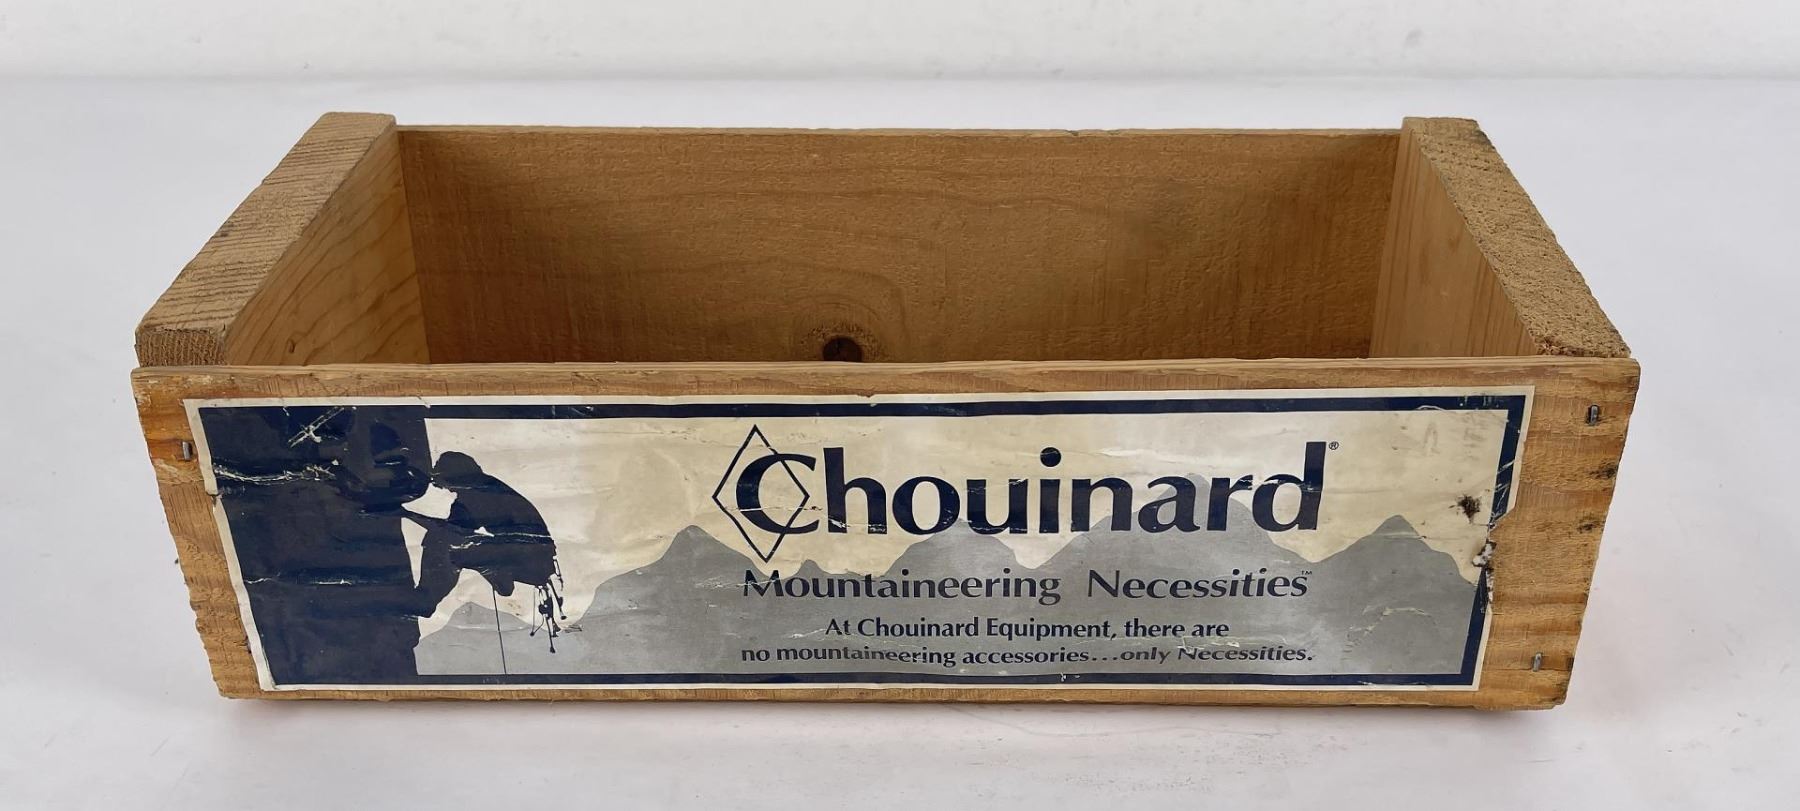 Chouinard®
Mountaineering Necessities™
At Chouinard Equipment, there are
no mountaineering accessories...only Necessities.